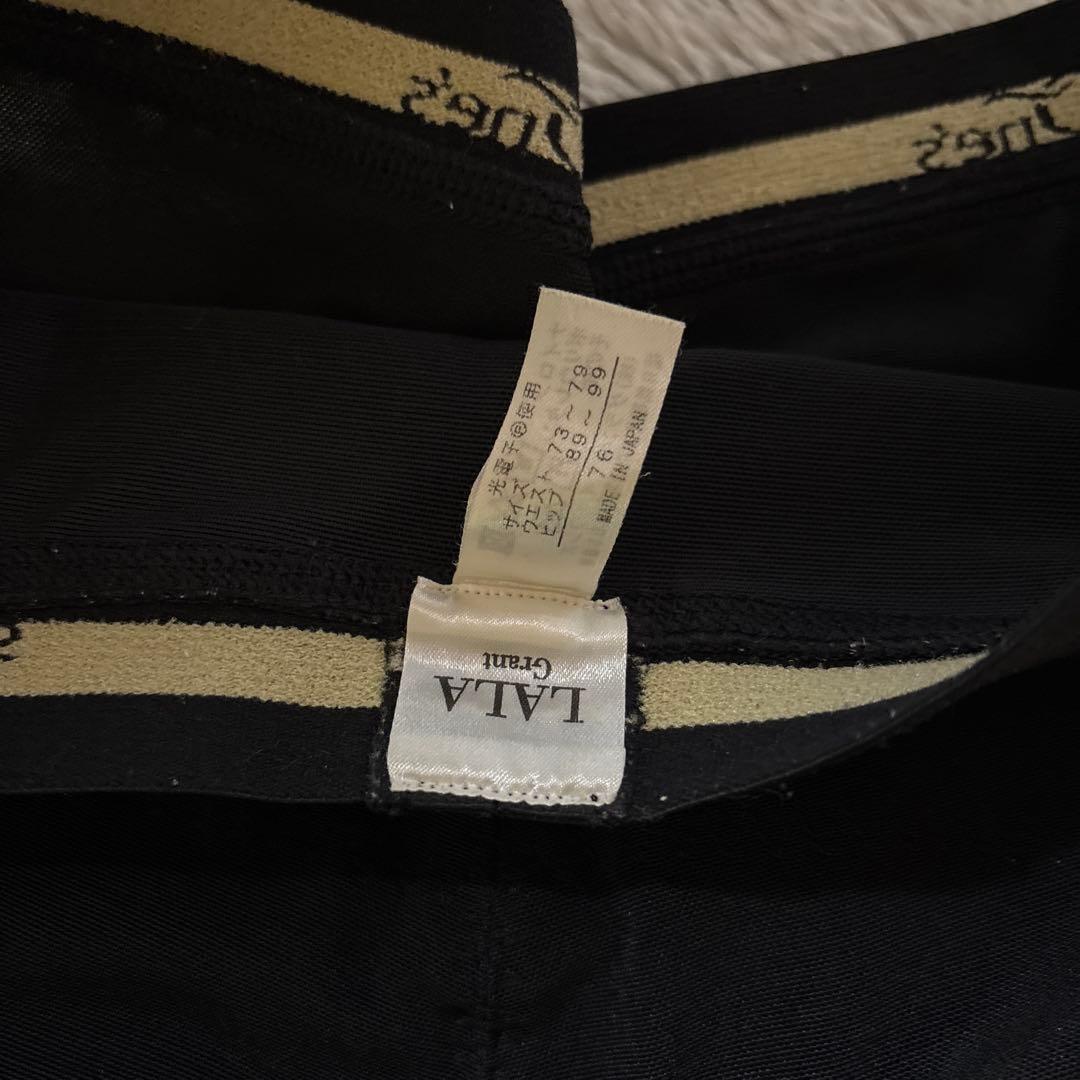 光電子®使用
サイズ
ウエスト 73～79
ヒップ 89～99
76
MADE IN JAPAN
LALA
Grant